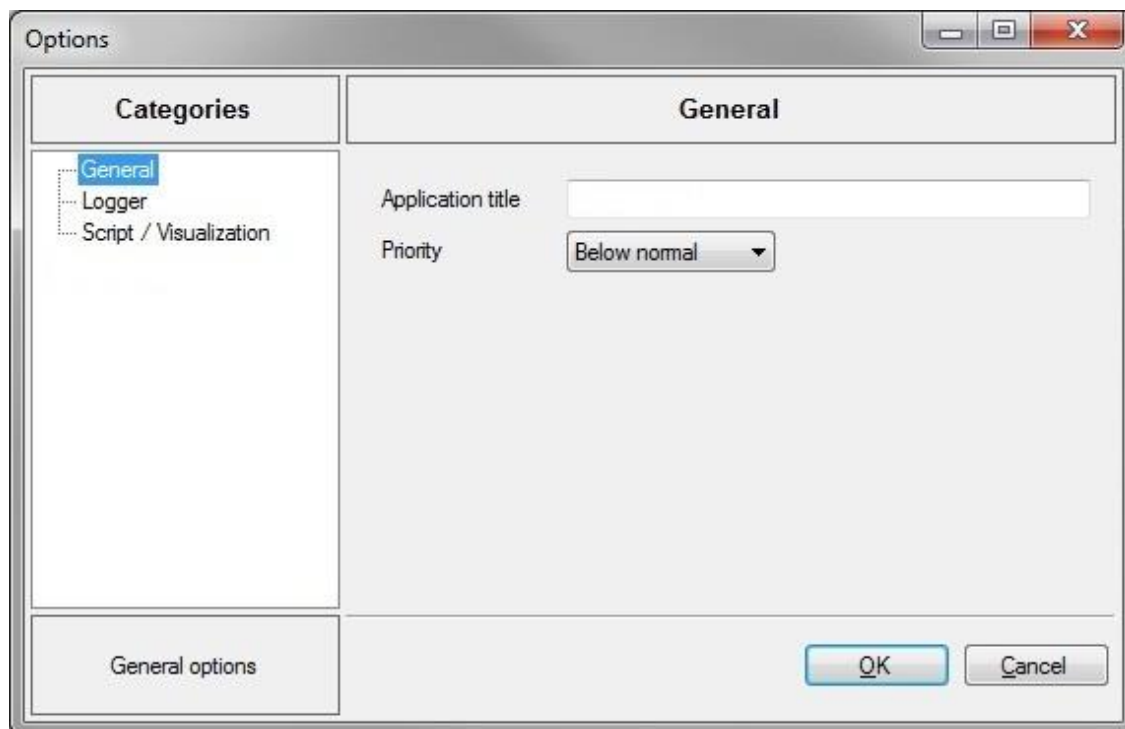 Options
Categories
General
General
Logger
Script / Visualization
Application title
Priority
Below normal
General options
OK
Cancel